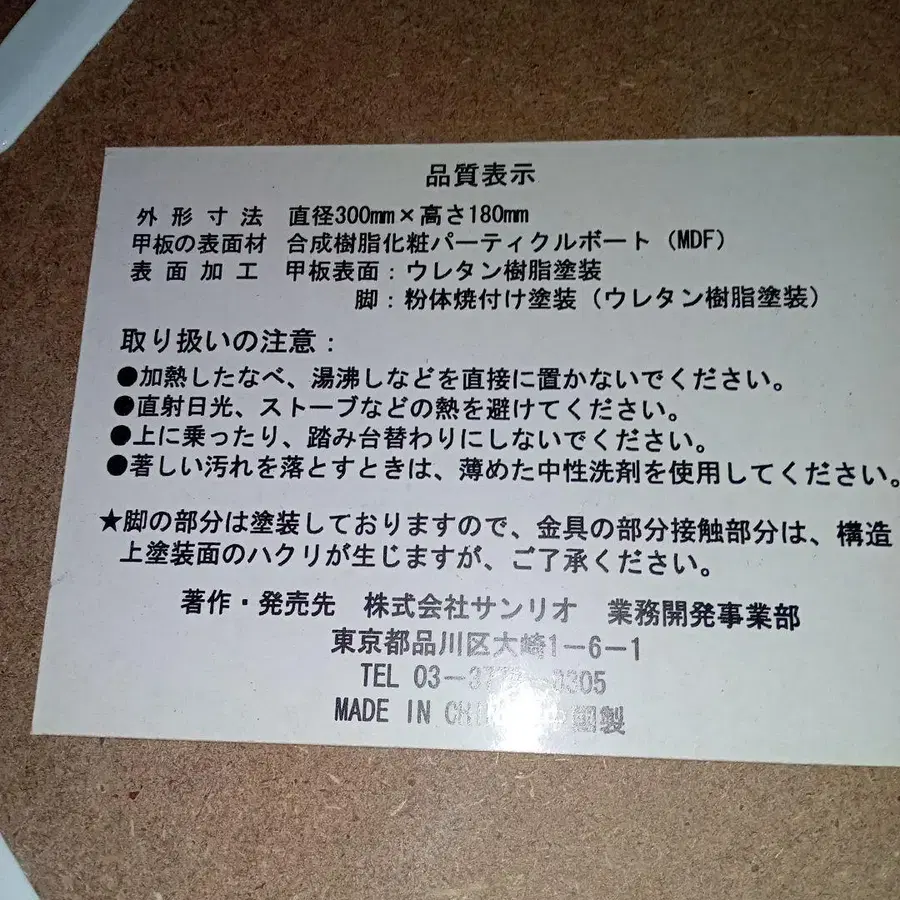 品質表示
外形寸法 直径300mm×高さ180mm
甲板の表面材 合成樹脂化粧パーティクルボート（MDF）
表面加工 甲板表面：ウレタン樹脂塗装
脚：粉体焼付け塗装（ウレタン樹脂塗装）
取り扱いの注意：
●加熱したなべ、湯沸しなどを直接に置かないでください。
●直射日光、ストーブなどの熱を避けてください。
●上に乗ったり、踏み台替わりにしないでください。
●著しい汚れを落とすときは、薄めた中性洗剤を使用してください。
★脚の部分は塗装しておりますので、金具の部分接触部分は、構造
上塗装面のハクリが生じますが、ご了承ください。
著作・発売先 株式会社サンリオ 業務開発事業部
東京都品川区大崎1－6－1
TEL 03－
MADE IN